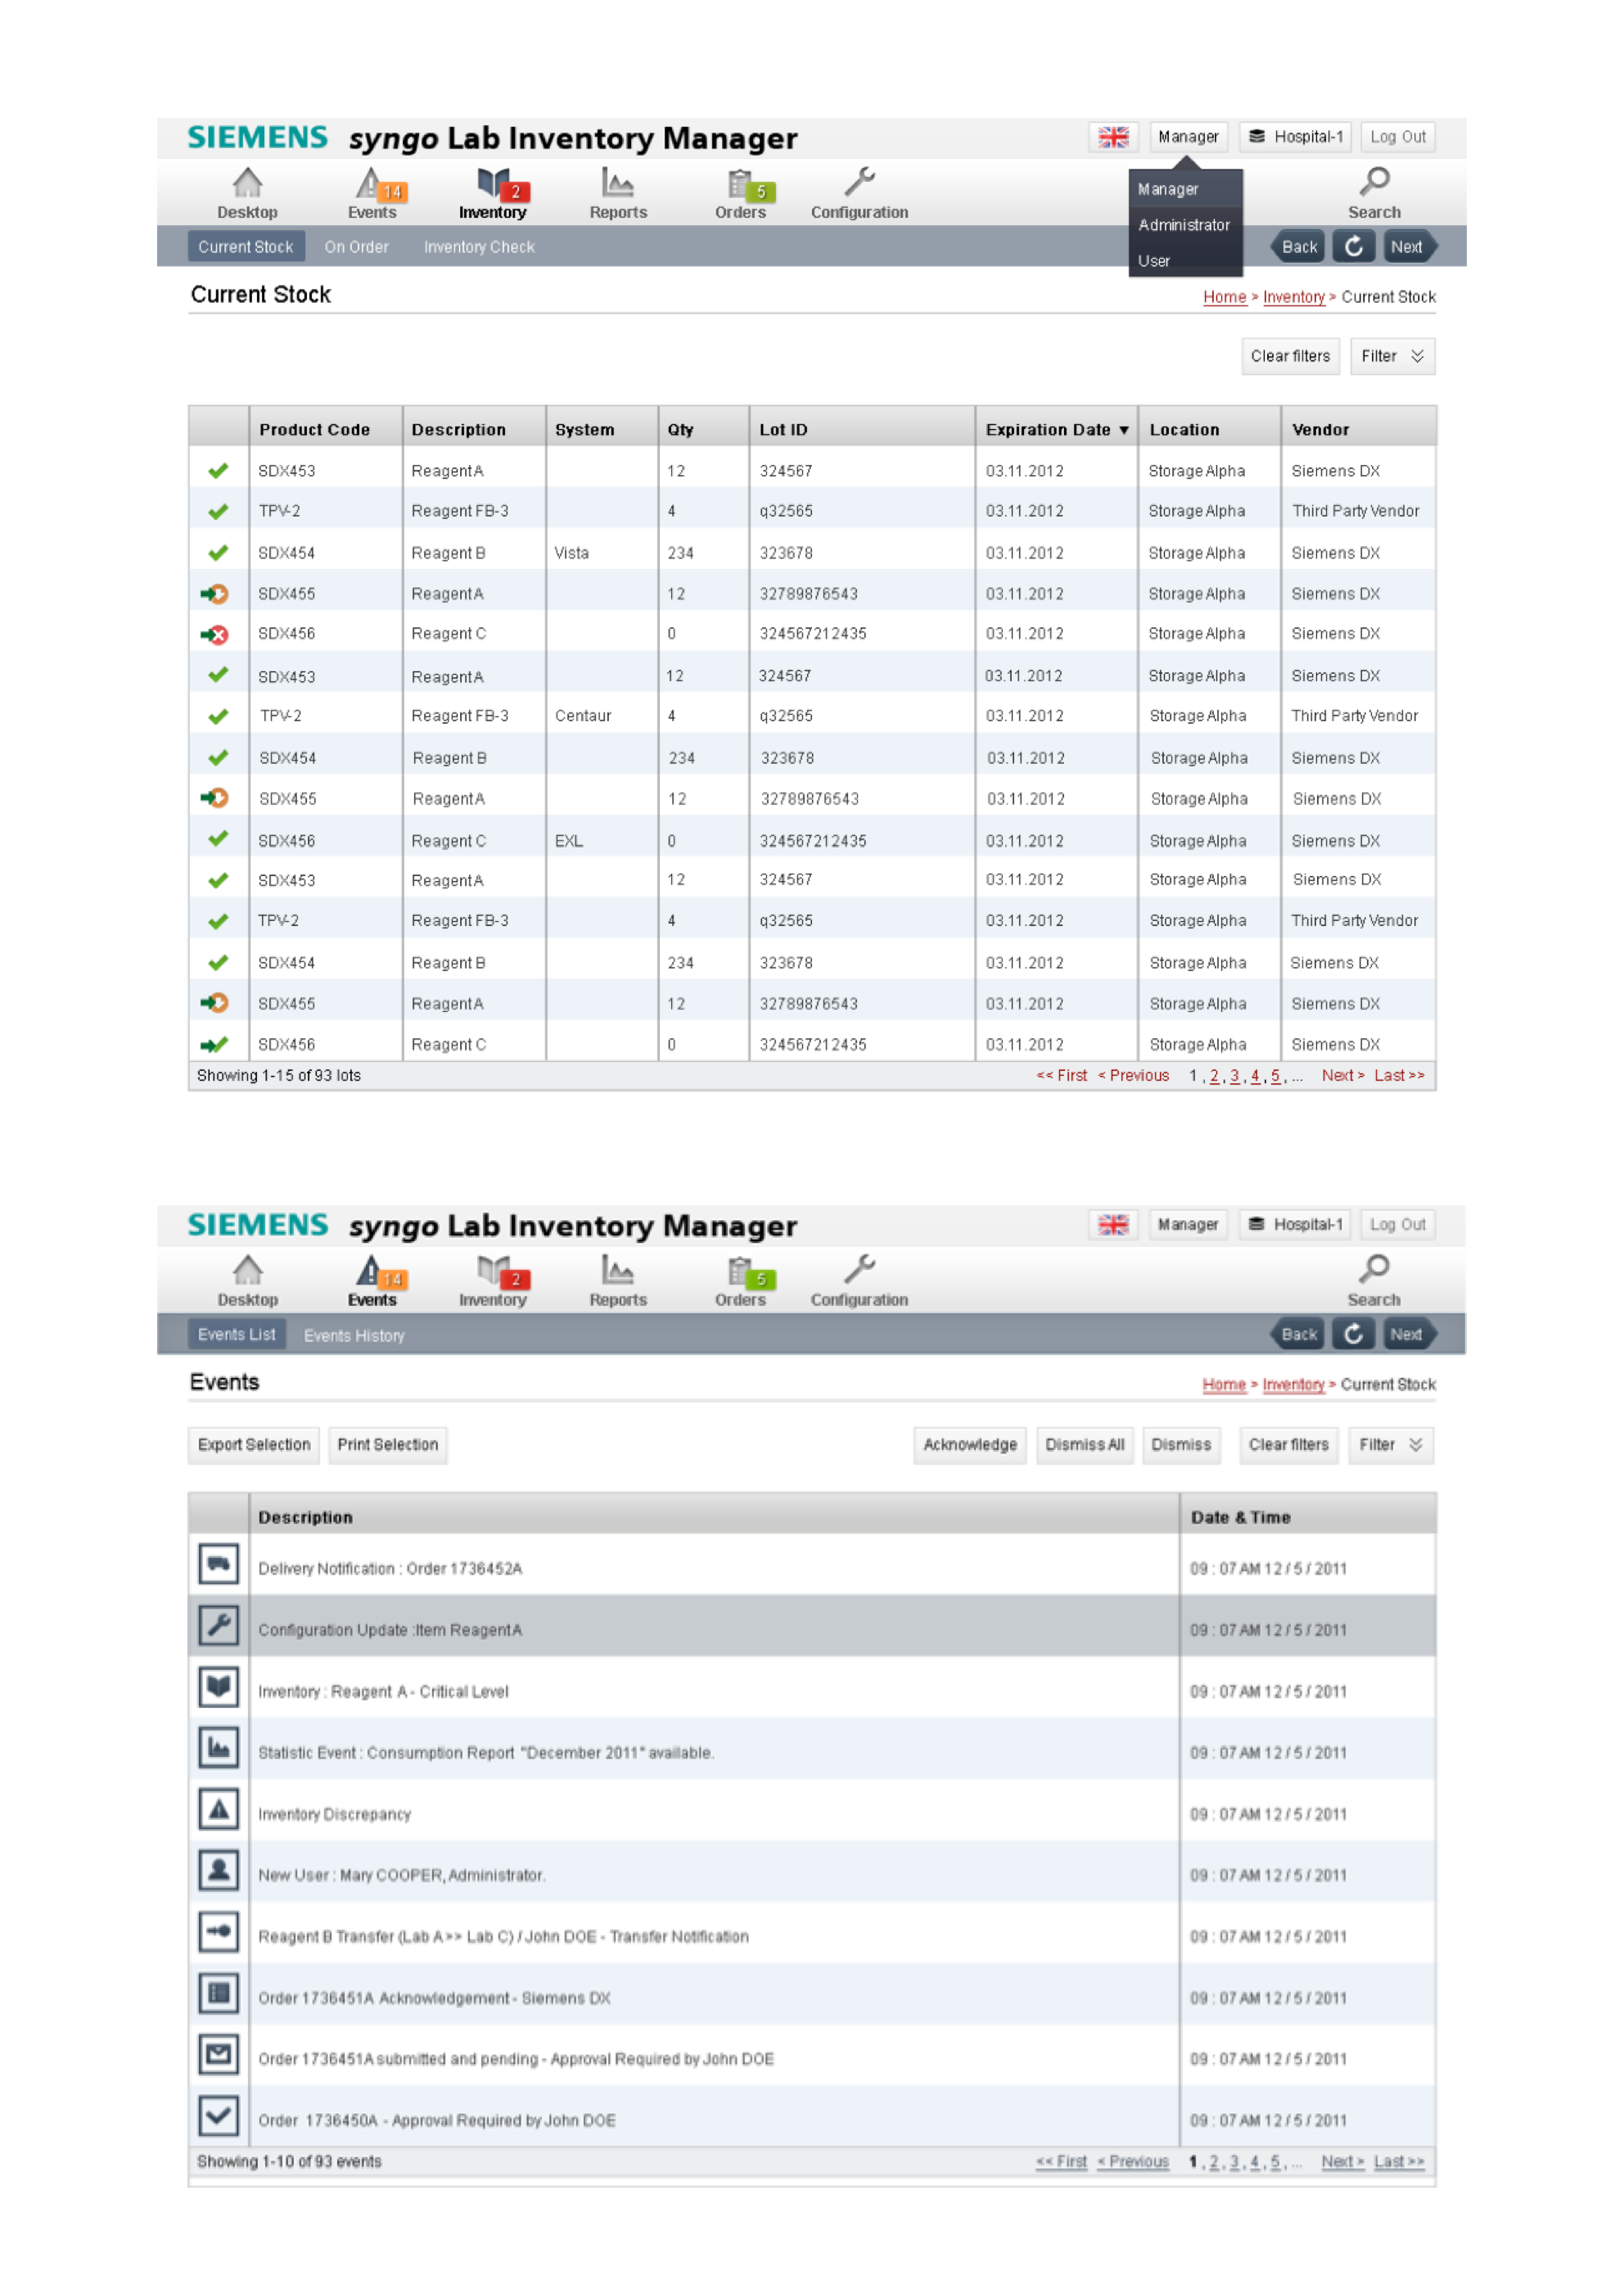 SIEMENS syngo Lab Inventory Manager Manager Hospital-1 Log Out
14 2 5 Manager
Desktop Events Inventory Reports Orders Configuration Search
Administrator
Current Stock On Order Inventory Check Back Next
User
Current Stock Home > Inventory > Current Stock
Clear filters Filter
Product Code Description System Qty Lot ID Expiration Date ▼ Location Vendor
SDX453 Reagent A 12 324567 03.11.2012 Storage Alpha Siemens DX
TPV-2 Reagent FB-3 4 q32565 03.11.2012 Storage Alpha Third Party Vendor
SDX454 Reagent B Vista 234 323678 03.11.2012 Storage Alpha Siemens DX
SDX455 Reagent A 12 32789876543 03.11.2012 Storage Alpha Siemens DX
SDX456 Reagent C 0 324567212435 03.11.2012 Storage Alpha Siemens DX
SDX453 Reagent A 12 324567 03.11.2012 Storage Alpha Siemens DX
TPV-2 Reagent FB-3 Centaur 4 q32565 03.11.2012 Storage Alpha Third Party Vendor
SDX454 Reagent B 234 323678 03.11.2012 Storage Alpha Siemens DX
SDX455 Reagent A 12 32789876543 03.11.2012 Storage Alpha Siemens DX
SDX456 Reagent C EXL 0 324567212435 03.11.2012 Storage Alpha Siemens DX
SDX453 Reagent A 12 324567 03.11.2012 Storage Alpha Siemens DX
TPV-2 Reagent FB-3 4 q32565 03.11.2012 Storage Alpha Third Party Vendor
SDX454 Reagent B 234 323678 03.11.2012 Storage Alpha Siemens DX
SDX455 Reagent A 12 32789876543 03.11.2012 Storage Alpha Siemens DX
SDX456 Reagent C 0 324567212435 03.11.2012 Storage Alpha Siemens DX
Showing 1-15 of 93 lots << First < Previous 1 , 2 , 3 , 4 , 5 , ... Next > Last >>
SIEMENS syngo Lab Inventory Manager Manager Hospital-1 Log Out
14 2 5
Desktop Events Inventory Reports Orders Configuration Search
Events List Events History Back Next
Events Home > Inventory > Current Stock
Export Selection Print Selection Acknowledge Dismiss All Dismiss Clear filters Filter
Description Date & Time
Delivery Notification : Order 1736452A 09 : 07 AM 12 / 5 / 2011
Configuration Update :Item Reagent A 09 : 07 AM 12 / 5 / 2011
Inventory : Reagent A - Critical Level 09 : 07 AM 12 / 5 / 2011
Statistic Event : Consumption Report "December 2011" available. 09 : 07 AM 12 / 5 / 2011
Inventory Discrepancy 09 : 07 AM 12 / 5 / 2011
New User : Mary COOPER, Administrator. 09 : 07 AM 12 / 5 / 2011
Reagent B Transfer (Lab A >> Lab C) / John DOE - Transfer Notification 09 : 07 AM 12 / 5 / 2011
Order 1736451A Acknowledgement - Siemens DX 09 : 07 AM 12 / 5 / 2011
Order 1736451A submitted and pending - Approval Required by John DOE 09 : 07 AM 12 / 5 / 2011
Order 1736450A - Approval Required by John DOE 09 : 07 AM 12 / 5 / 2011
Showing 1-10 of 93 events << First < Previous 1 , 2 , 3 , 4 , 5 , ... Next > Last >>